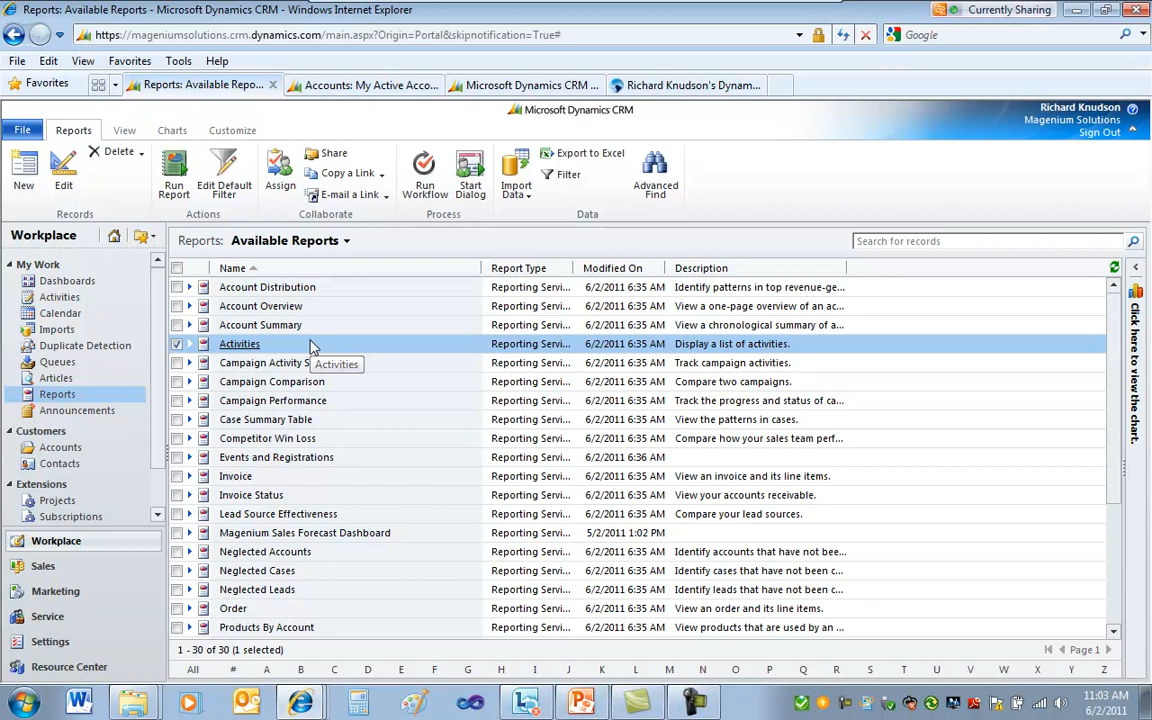 Reports: Available Reports - Microsoft Dynamics CRM - Windows Internet Explorer
Currently Sharing
https://mageniumsolutions.crm.dynamics.com/main.aspx?Origin=Portal&skipnotification=True#
Google
File Edit View Favorites Tools Help
Favorites
Reports: Available Repo...
Accounts: My Active Acco...
Microsoft Dynamics CRM ...
Richard Knudson's Dynam...
Microsoft Dynamics CRM
Richard Knudson
Magenium Solutions
Sign Out
File Reports View Charts Customize
New
Edit
Delete
Records
Run Report
Edit Default Filter
Actions
Assign
Share
Copy a Link
E-mail a Link
Collaborate
Run Workflow
Start Dialog
Process
Import Data
Export to Excel
Filter
Advanced Find
Data
Workplace
My Work
Dashboards
Activities
Calendar
Imports
Duplicate Detection
Queues
Articles
Reports
Announcements
Customers
Accounts
Contacts
Extensions
Projects
Subscriptions
Workplace
Sales
Marketing
Service
Settings
Resource Center
Reports: Available Reports
Search for records
Name Report Type Modified On Description
Account Distribution Reporting Servi... 6/2/2011 6:35 AM Identify patterns in top revenue-ge...
Account Overview Reporting Servi... 6/2/2011 6:35 AM View a one-page overview of an ac...
Account Summary Reporting Servi... 6/2/2011 6:35 AM View a chronological summary of a...
Activities Reporting Servi... 6/2/2011 6:35 AM Display a list of activities.
Activities
Campaign Activity S Reporting Servi... 6/2/2011 6:35 AM Track campaign activities.
Campaign Comparison Reporting Servi... 6/2/2011 6:35 AM Compare two campaigns.
Campaign Performance Reporting Servi... 6/2/2011 6:35 AM Track the progress and status of ca...
Case Summary Table Reporting Servi... 6/2/2011 6:35 AM View the patterns in cases.
Competitor Win Loss Reporting Servi... 6/2/2011 6:35 AM Compare how your sales team perf...
Events and Registrations Reporting Servi... 6/2/2011 6:36 AM
Invoice Reporting Servi... 6/2/2011 6:35 AM View an invoice and its line items.
Invoice Status Reporting Servi... 6/2/2011 6:35 AM View your accounts receivable.
Lead Source Effectiveness Reporting Servi... 6/2/2011 6:35 AM Compare your lead sources.
Magenium Sales Forecast Dashboard Reporting Servi... 5/2/2011 1:02 PM
Neglected Accounts Reporting Servi... 6/2/2011 6:35 AM Identify accounts that have not bee...
Neglected Cases Reporting Servi... 6/2/2011 6:35 AM Identify cases that have not been c...
Neglected Leads Reporting Servi... 6/2/2011 6:35 AM Identify leads that have not been c...
Order Reporting Servi... 6/2/2011 6:35 AM View an order and its line items.
Products By Account Reporting Servi... 6/2/2011 6:35 AM View products that are used by an ...
Click here to view the chart.
1 - 30 of 30 (1 selected)
Page 1
All # A B C D E F G H I J K L M N O P Q R S T U V W X Y Z
11:03 AM
6/2/2011